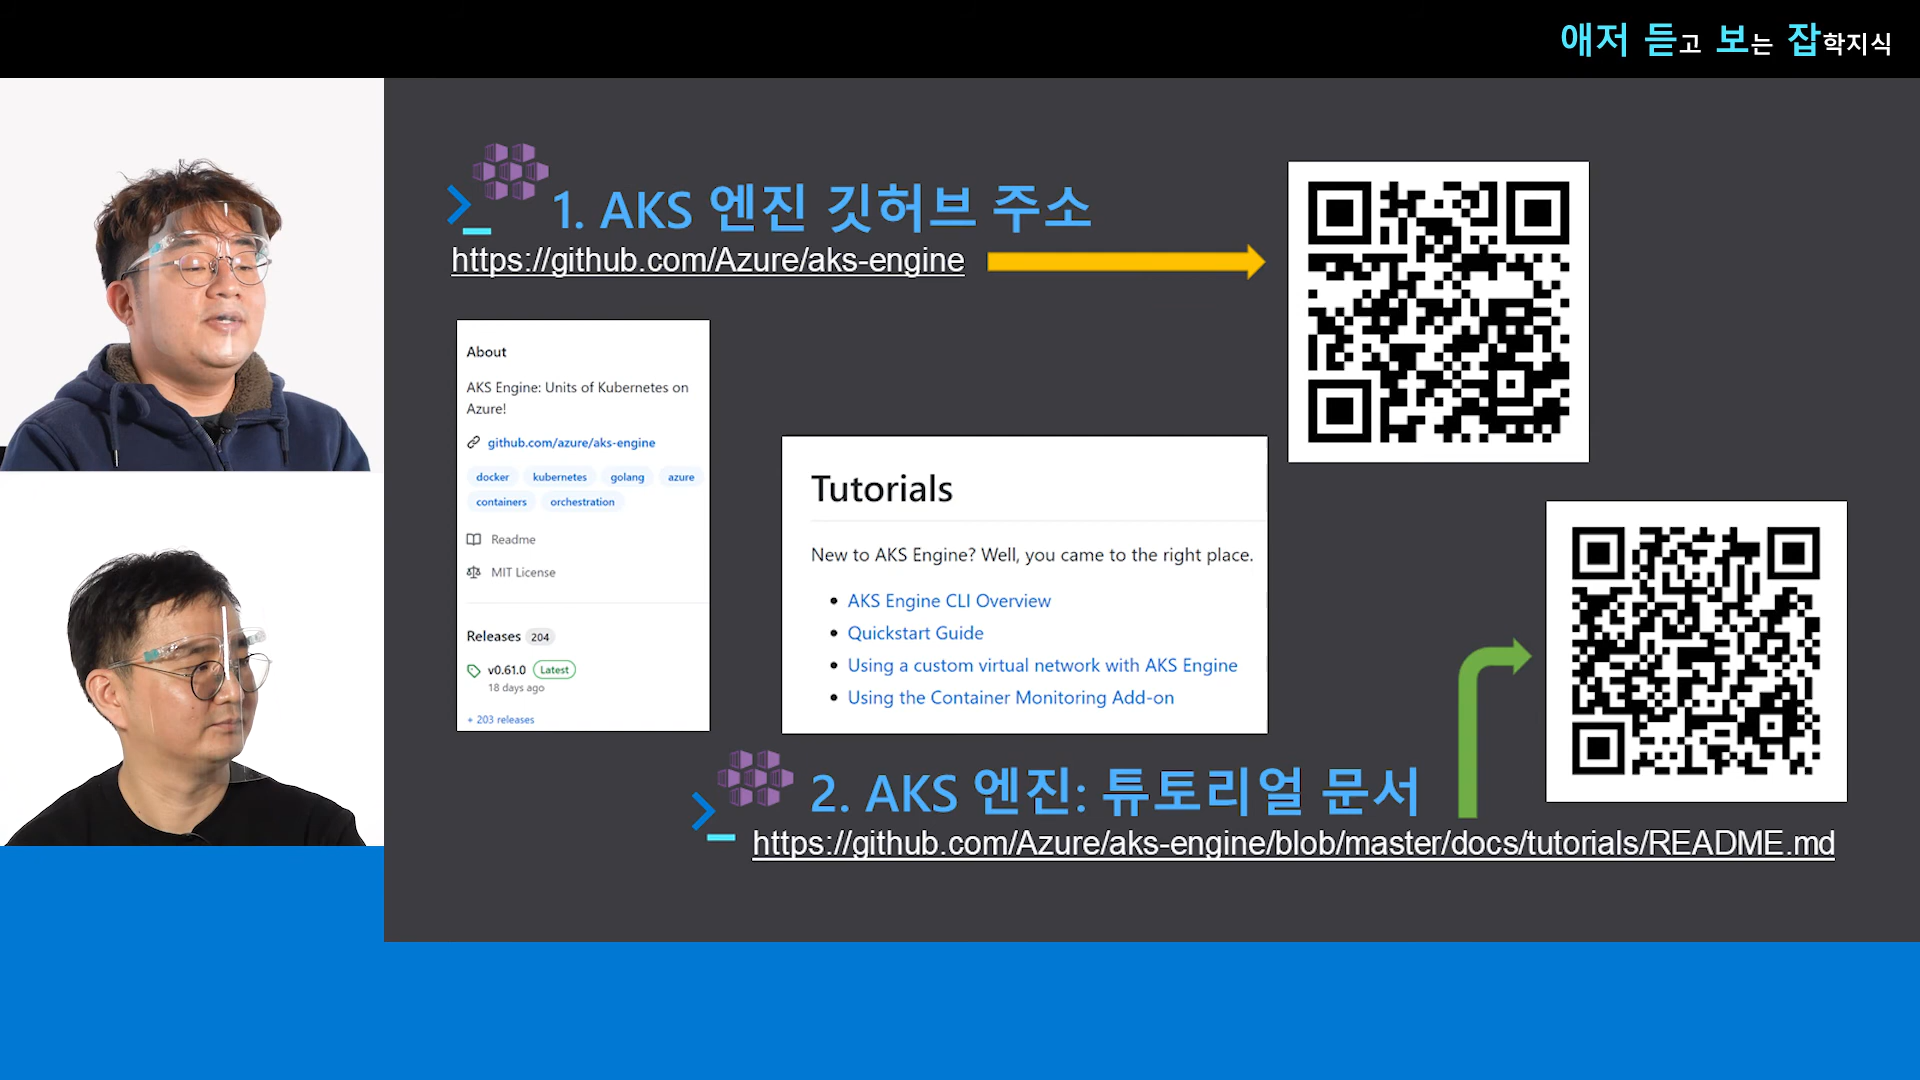 애저 듣고 보는 잡학지식
1. AKS 엔진 깃허브 주소
https://github.com/Azure/aks-engine
About
AKS Engine: Units of Kubernetes on
Azure!
github.com/azure/aks-engine
docker kubernetes golang azure
containers orchestration
Readme
MIT License
Releases 204
v0.61.0 Latest
18 days ago
+ 203 releases
Tutorials
New to AKS Engine? Well, you came to the right place.
• AKS Engine CLI Overview
• Quickstart Guide
• Using a custom virtual network with AKS Engine
• Using the Container Monitoring Add-on
2. AKS 엔진: 튜토리얼 문서
https://github.com/Azure/aks-engine/blob/master/docs/tutorials/README.md